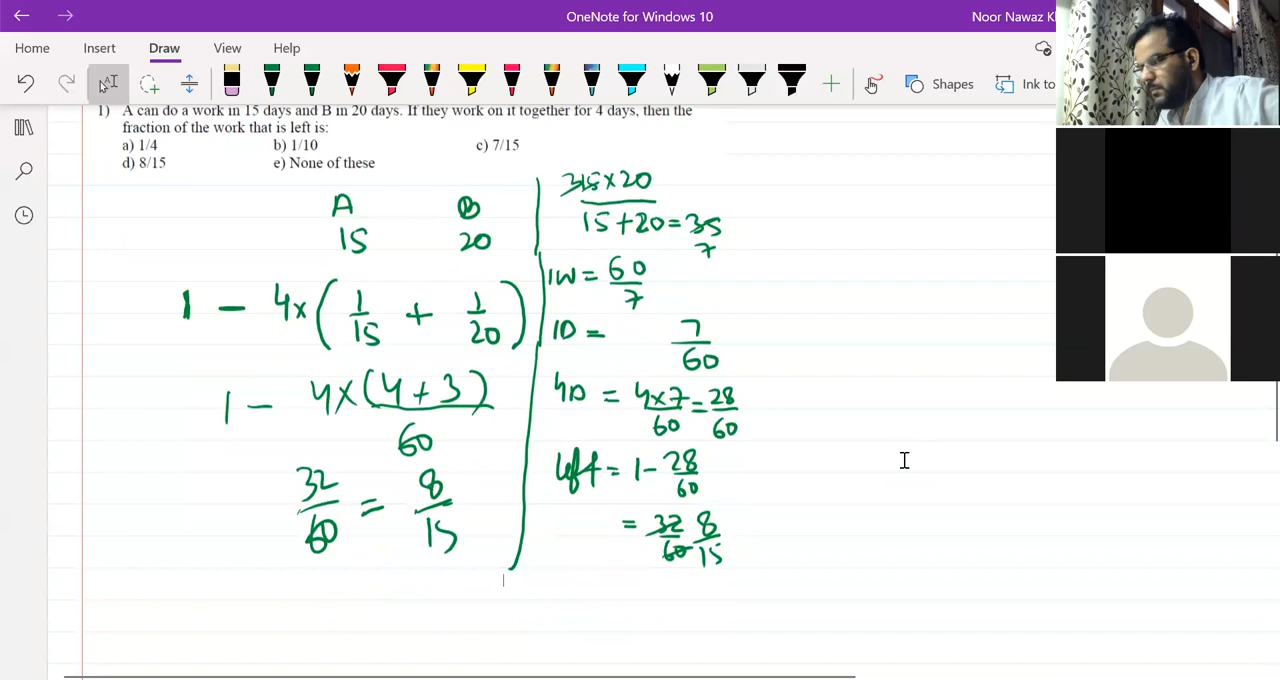 OneNote for Windows 10
Noor Nawaz K
Home Insert Draw View Help
Shapes Ink to
1) A can do a work in 15 days and B in 20 days. If they work on it together for 4 days, then the
fraction of the work that is left is:
a) 1/4 b) 1/10 c) 7/15
d) 8/15 e) None of these
A B
15 20
1 - 4x(1/15 + 1/20)
1 - 4x(4+3)/60
32/60 = 8/15
315x20
15+20=35
7
1W = 60/7
1D = 7/60
4D = 4x7/60 = 28/60
left = 1 - 28/60
= 32/60 8/15